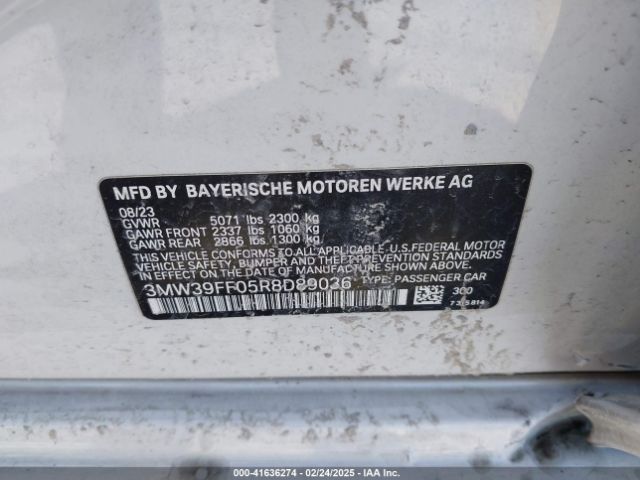 MFD BY BAYERISCHE MOTOREN WERKE AG
08/23
GVWR 5071 lbs 2300 kg
GAWR FRONT 2337 lbs 1060 kg
GAWR REAR 2866 lbs 1300 kg
THIS VEHICLE CONFORMS TO ALL APPLICABLE U.S. FEDERAL MOTOR
VEHICLE SAFETY, BUMPER AND THEFT PREVENTION STANDARDS
IN EFFECT ON THE DATE OF MANUFACTURE SHOWN ABOVE.
3MW39FF05R8D89036 TYPE: PASSENGER CAR
300
7315814
000-41636274 | 02/24/2025 | IAA Inc.